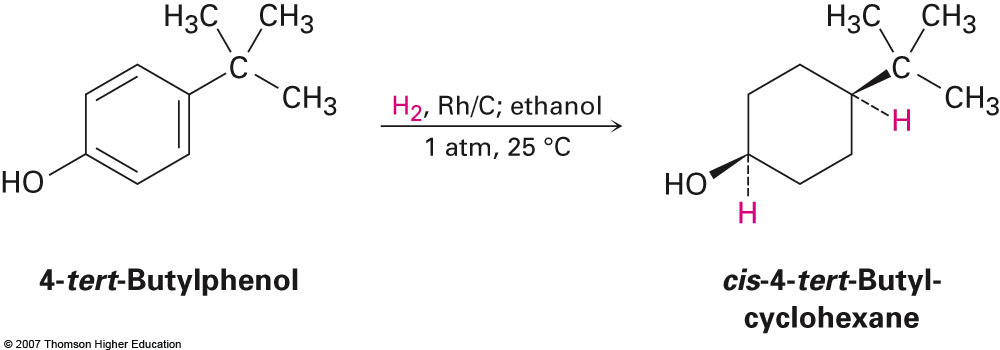 H3C CH3
C
CH3
HO
H2, Rh/C; ethanol
1 atm, 25 °C
H3C CH3
C
CH3
H
HO
H
4-tert-Butylphenol
cis-4-tert-Butyl-
cyclohexane
© 2007 Thomson Higher Education